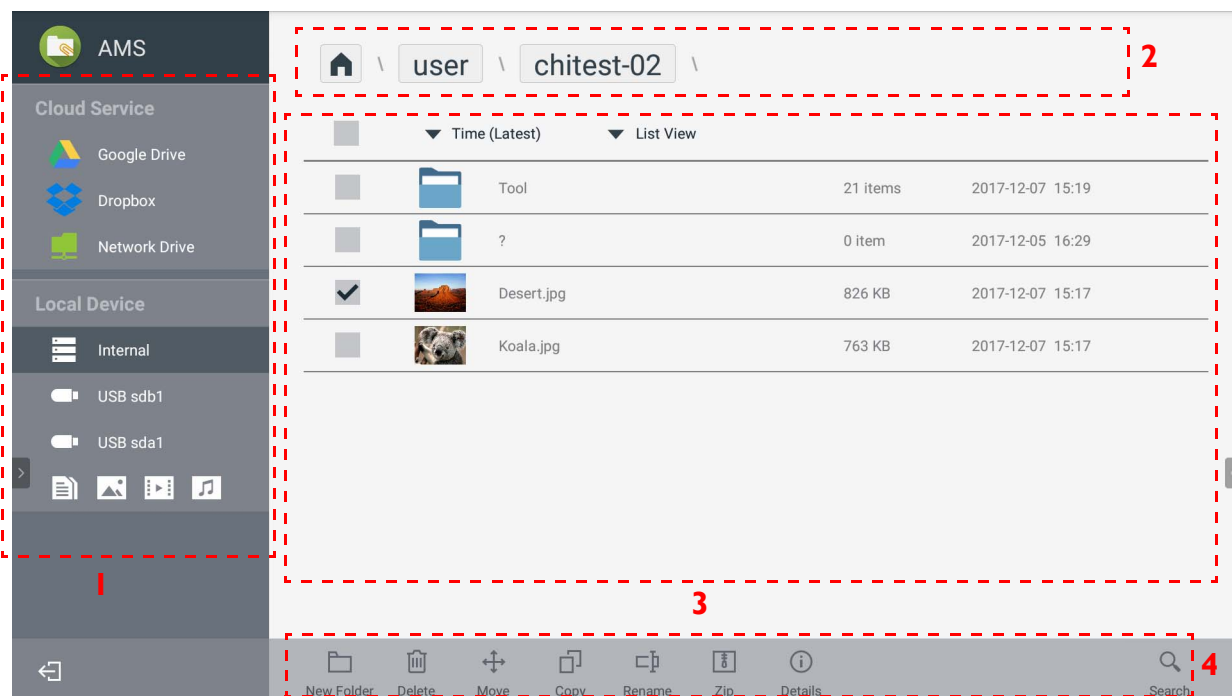 AMS
Cloud Service
Google Drive
Dropbox
Network Drive
Local Device
Internal
USB sdb1
USB sda1
1
\ user \ chitest-02 \
2
Time (Latest) List View
Tool 21 items 2017-12-07 15:19
? 0 item 2017-12-05 16:29
Desert.jpg 826 KB 2017-12-07 15:17
Koala.jpg 763 KB 2017-12-07 15:17
3
New Folder Delete Move Copy Rename Zip Details Search
4